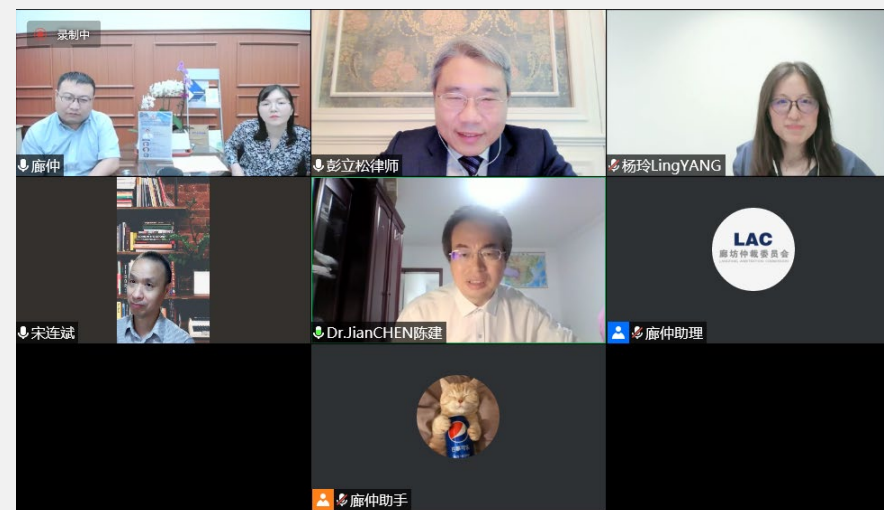 录制中
廊仲
彭立松律师
杨玲LingYANG
宋连斌
Dr.JianCHEN陈建
LAC
廊坊仲裁委员会
廊仲助理
廊仲助手